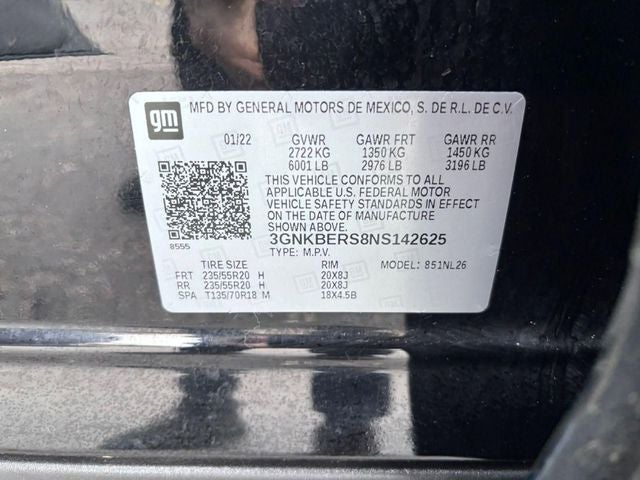 gm
MFD BY GENERAL MOTORS DE MEXICO, S. DE R.L. DE C.V.
01/22 GVWR GAWR FRT GAWR RR
2722 KG 1350 KG 1450 KG
6001 LB 2976 LB 3196 LB
THIS VEHICLE CONFORMS TO ALL
APPLICABLE U.S. FEDERAL MOTOR
VEHICLE SAFETY STANDARDS IN EFFECT
ON THE DATE OF MANUFACTURE
SHOWN ABOVE.
3GNKBERS8NS142625
8555
TYPE: M.P.V.
TIRE SIZE RIM MODEL: 851NL26
FRT 235/55R20 H 20X8J
RR 235/55R20 H 20X8J
SPA T135/70R18 M 18X4.5B